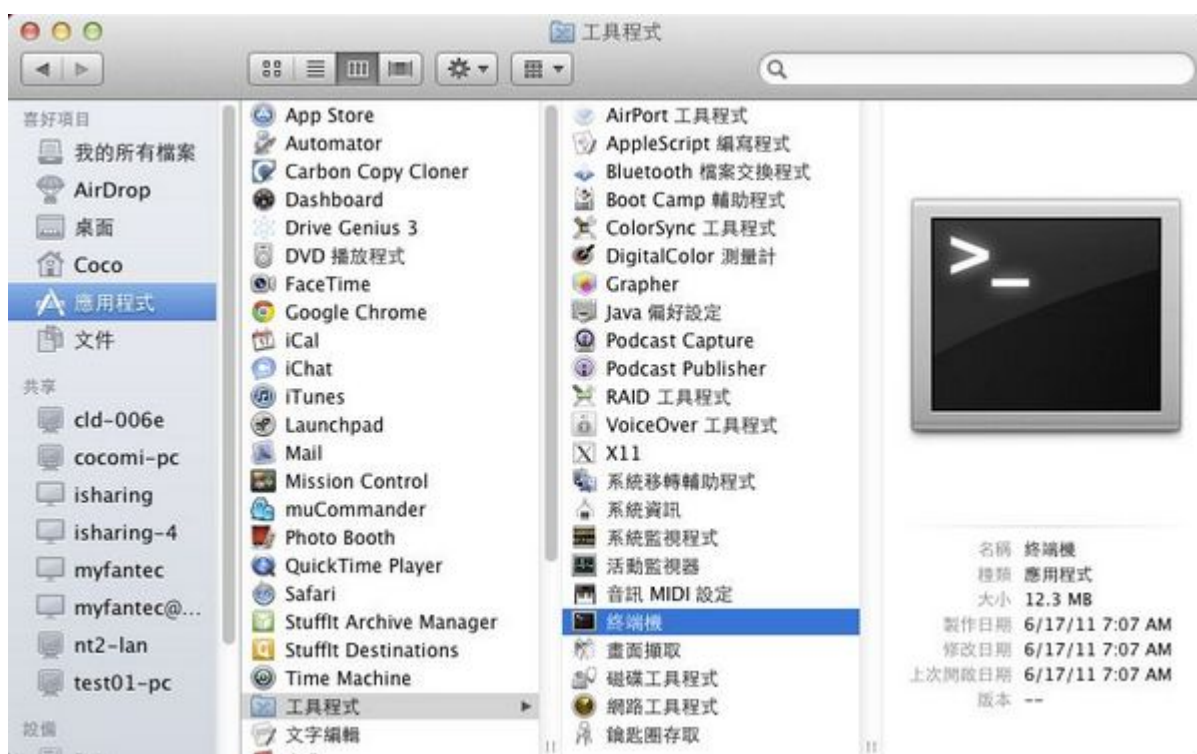 工具程式
喜好項目
我的所有檔案
AirDrop
桌面
Coco
應用程式
文件
共享
cld-006e
cocomi-pc
isharing
isharing-4
myfantec
myfantec@...
nt2-lan
test01-pc
設備
App Store
Automator
Carbon Copy Cloner
Dashboard
Drive Genius 3
DVD 播放程式
FaceTime
Google Chrome
iCal
iChat
iTunes
Launchpad
Mail
Mission Control
muCommander
Photo Booth
QuickTime Player
Safari
StuffIt Archive Manager
StuffIt Destinations
Time Machine
工具程式
文字編輯
AirPort 工具程式
AppleScript 編寫程式
Bluetooth 檔案交換程式
Boot Camp 輔助程式
ColorSync 工具程式
DigitalColor 測量計
Grapher
Java 偏好設定
Podcast Capture
Podcast Publisher
RAID 工具程式
VoiceOver 工具程式
X11
系統移轉輔助程式
系統資訊
系統監視程式
活動監視器
音訊 MIDI 設定
終端機
畫面擷取
磁碟工具程式
網路工具程式
鑰匙圈存取
>_
名稱 終端機
種類 應用程式
大小 12.3 MB
製作日期 6/17/11 7:07 AM
修改日期 6/17/11 7:07 AM
上次開啟日期 6/17/11 7:07 AM
版本 --